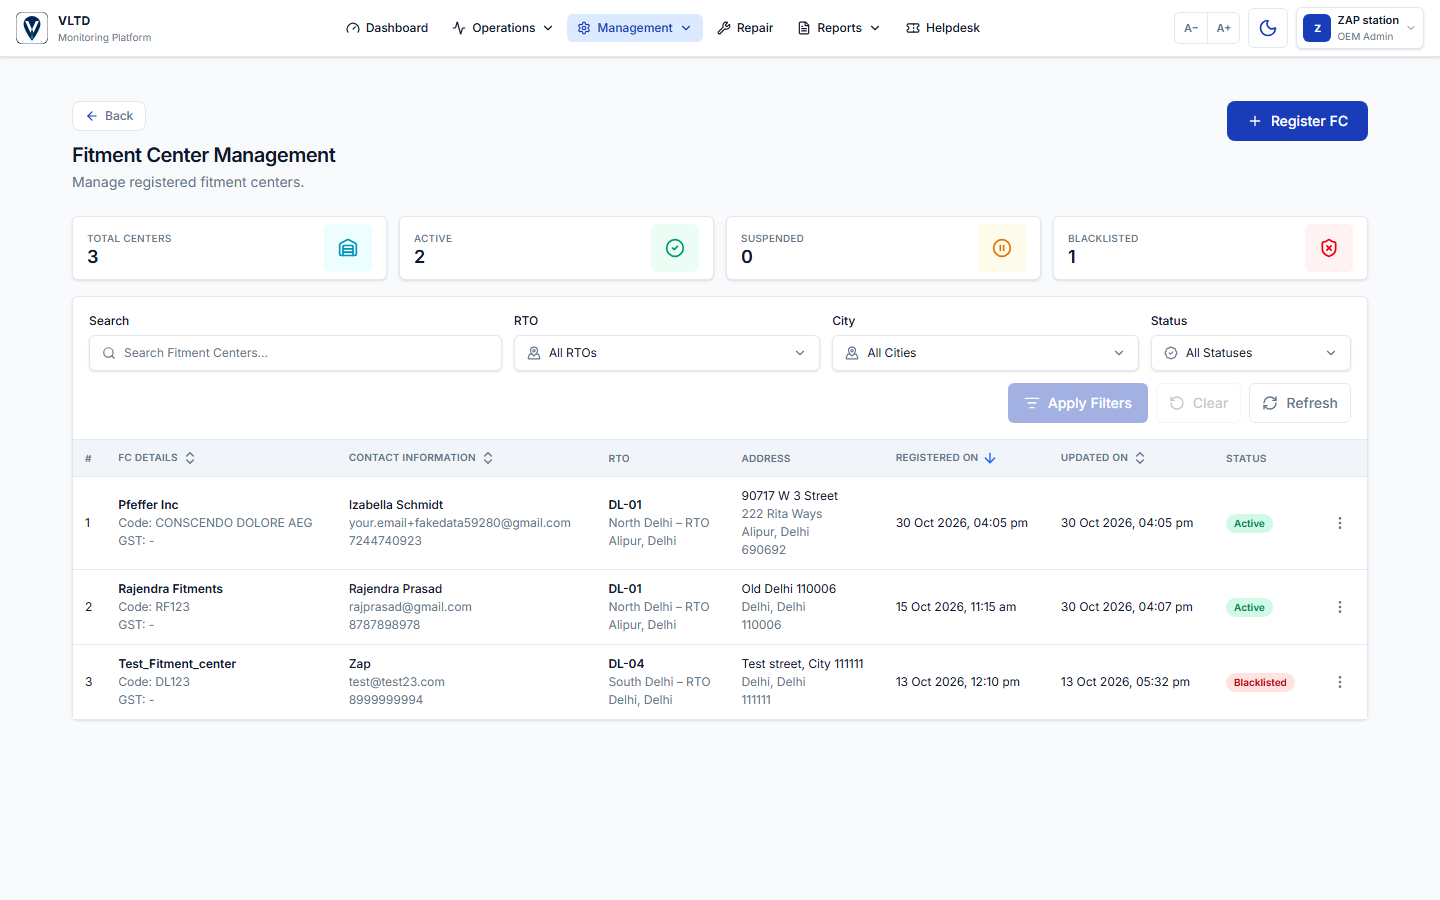 VLTD
Monitoring Platform
Dashboard
Operations
Management
Repair
Reports
Helpdesk
A−
A+
Z
ZAP station
OEM Admin
Back
Register FC
Fitment Center Management
Manage registered fitment centers.
TOTAL CENTERS
3
ACTIVE
2
SUSPENDED
0
BLACKLISTED
1
Search
RTO
City
Status
Search Fitment Centers...
All RTOs
All Cities
All Statuses
Apply Filters
Clear
Refresh
# FC DETAILS CONTACT INFORMATION RTO ADDRESS REGISTERED ON UPDATED ON STATUS
1
Pfeffer Inc
Code: CONSCENDO DOLORE AEG
GST: -
Izabella Schmidt
your.email+fakedata59280@gmail.com
7244740923
DL-01
North Delhi – RTO
Alipur, Delhi
90717 W 3 Street
222 Rita Ways
Alipur, Delhi
690692
30 Oct 2026, 04:05 pm
30 Oct 2026, 04:05 pm
Active
2
Rajendra Fitments
Code: RF123
GST: -
Rajendra Prasad
rajprasad@gmail.com
8787898978
DL-01
North Delhi – RTO
Alipur, Delhi
Old Delhi 110006
Delhi, Delhi
110006
15 Oct 2026, 11:15 am
30 Oct 2026, 04:07 pm
Active
3
Test_Fitment_center
Code: DL123
GST: -
Zap
test@test23.com
8999999994
DL-04
South Delhi – RTO
Delhi, Delhi
Test street, City 111111
Delhi, Delhi
111111
13 Oct 2026, 12:10 pm
13 Oct 2026, 05:32 pm
Blacklisted